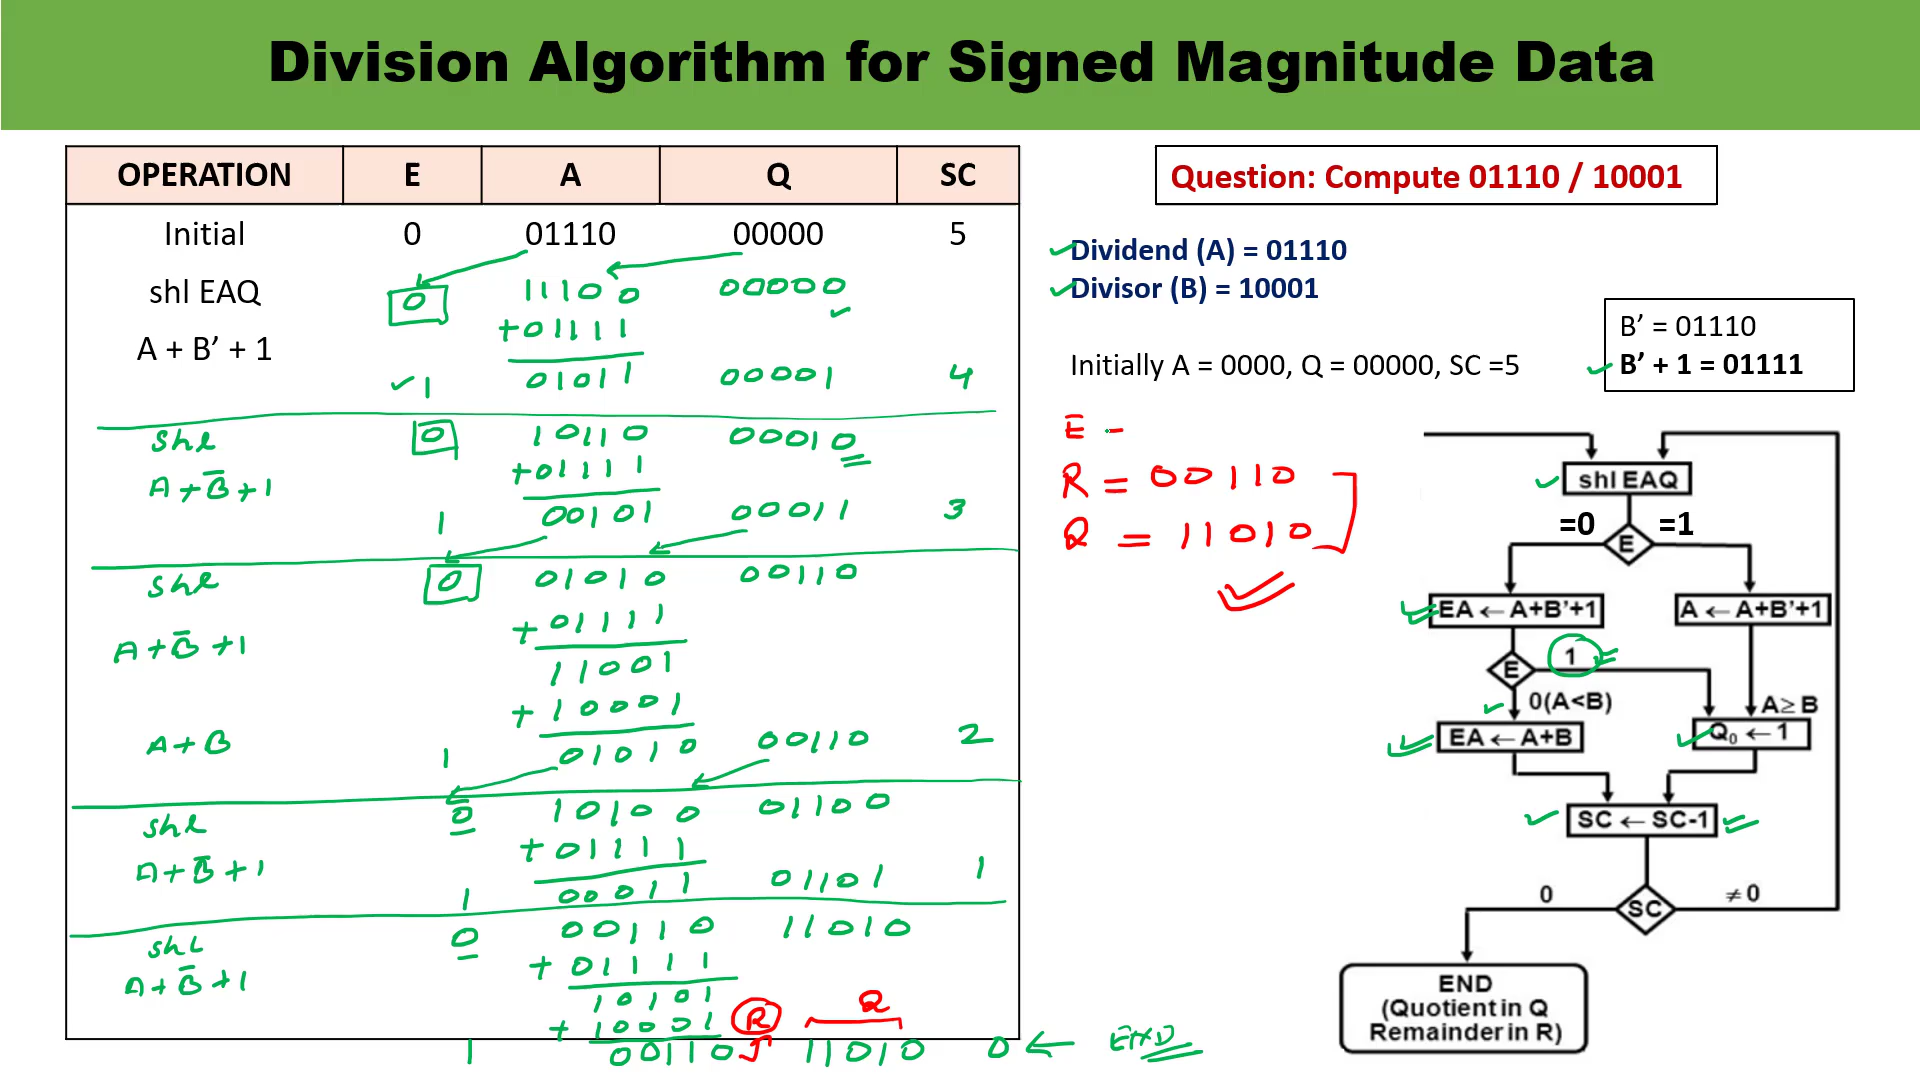 Division Algorithm for Signed Magnitude Data
OPERATION E A Q SC
Initial 0 01110 00000 5
shl EAQ 0 11100 00000
+01111
A + B’ + 1
1 01011 00001 4
Shl 0 10110 00010
+01111
A+B̅+1
1 00101 00011 3
Shl 0 01010 00110
+01111
A+B̅+1
11001
+10001
A+B 1 01010 00110 2
Shl 0 10100 01100
+01111
A+B̅+1
1 00011 01101 1
ShL 0 00110 11010
+01111
A+B̅+1
10101
+10001 R Q
1 00110 11010 0 ← END
Question: Compute 01110 / 10001
Dividend (A) = 01110
Divisor (B) = 10001
B’ = 01110
B’ + 1 = 01111
Initially A = 0000, Q = 00000, SC =5
E -
R = 00110
Q = 11010
shl EAQ
=0 E =1
EA ← A+B’+1 A ← A+B’+1
E 1
0(A<B) A≥ B
EA ← A+B Q₀ ← 1
SC ← SC-1
0 SC ≠ 0
END
(Quotient in Q
Remainder in R)